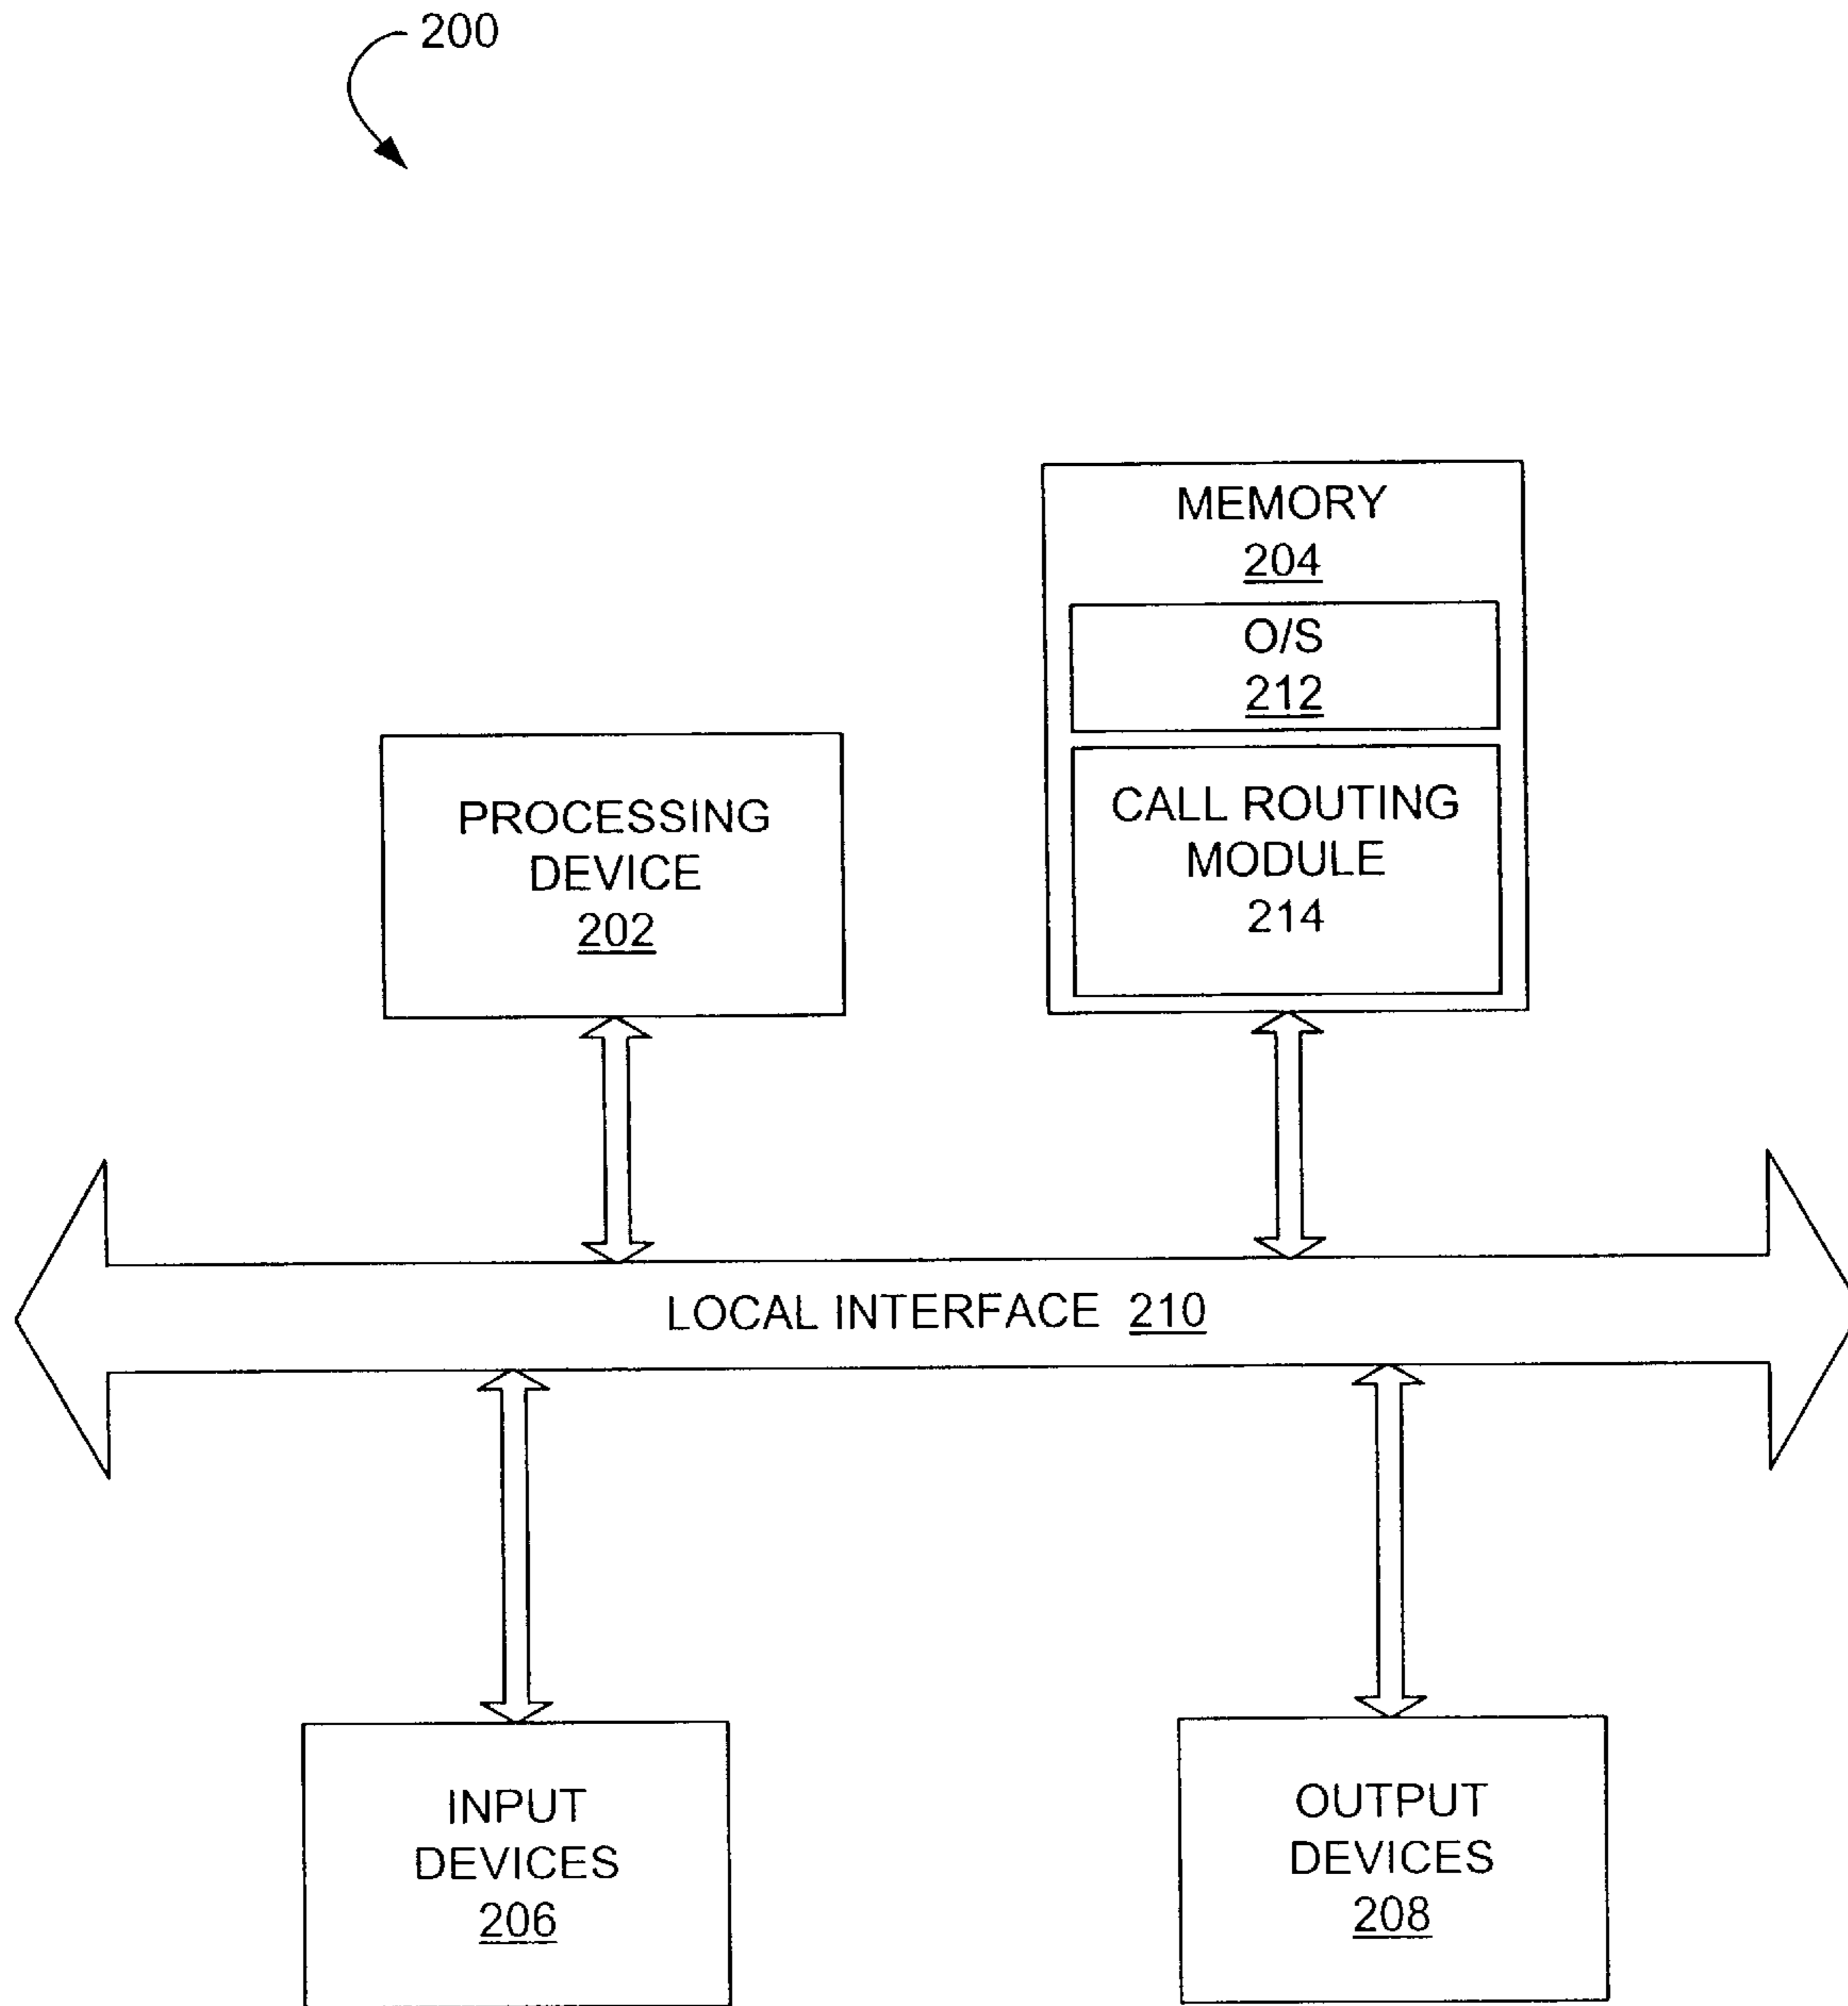 200
MEMORY
204
O/S
212
CALL ROUTING
MODULE
214
PROCESSING
DEVICE
202
LOCAL INTERFACE 210
INPUT
DEVICES
206
OUTPUT
DEVICES
208